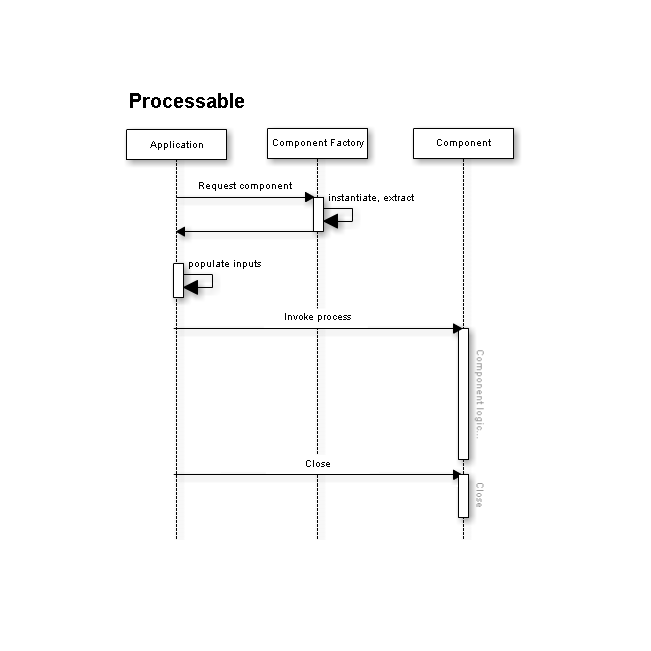 Processable
Application
Component Factory
Component
Request component
instantiate, extract
populate inputs
Invoke process
Component logic...
Close
Close